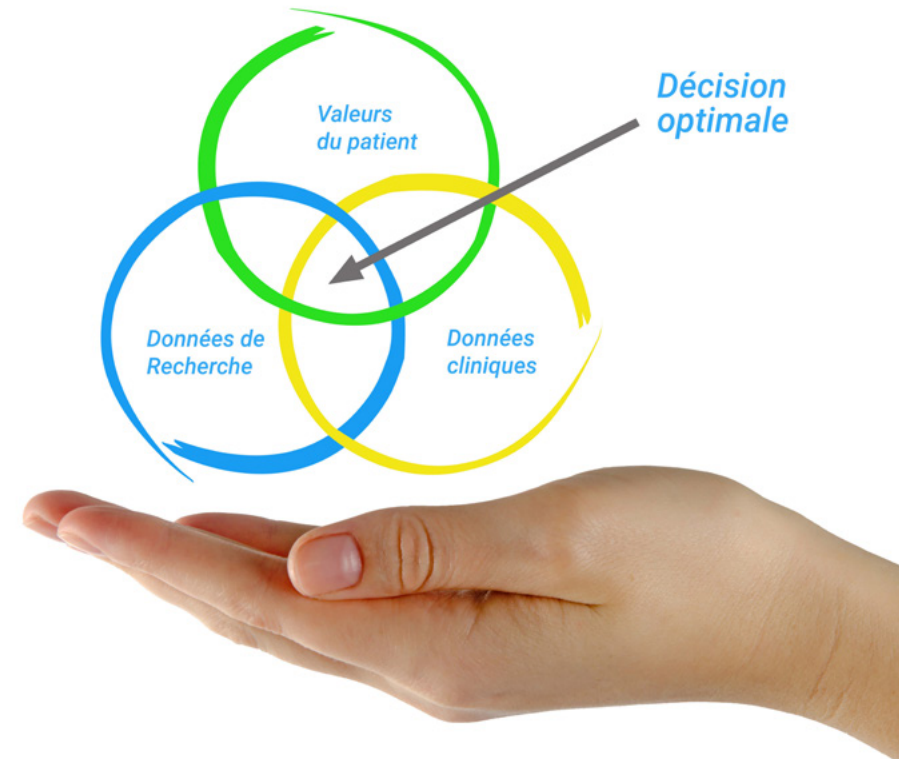 Valeurs
du patient
Décision
optimale
Données de
Recherche
Données
cliniques